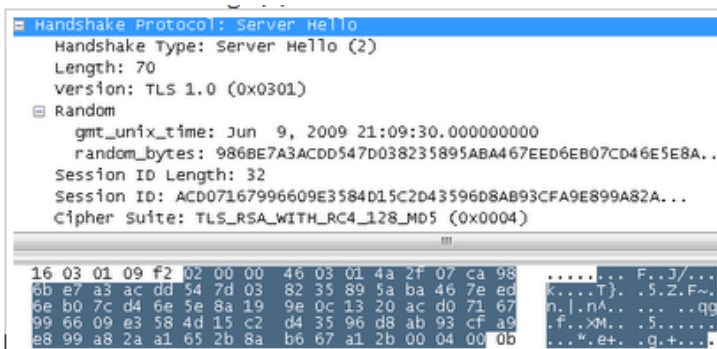 Handshake Protocol: Server Hello
Handshake Type: Server Hello (2)
Length: 70
Version: TLS 1.0 (0x0301)
Random
gmt_unix_time: Jun 9, 2009 21:09:30.000000000
random_bytes: 986BE7A3ACDD547D038235895ABA467EED6EB07CD46E5E8A...
Session ID Length: 32
Session ID: ACD07167996609E3584D15C2D43596D8AB93CFA9E899A82A...
Cipher Suite: TLS_RSA_WITH_RC4_128_MD5 (0x0004)
16 03 01 09 f2 02 00 00 46 03 01 4a 2f 07 ca 98 ........ F..J/...
6b e7 a3 ac dd 54 7d 03 82 35 89 5a ba 46 7e ed k....T}. .5.Z.F~.
6e b0 7c d4 6e 5e 8a 19 9e 0c 13 20 ac d0 71 67 n.|.n^.. ... ..qg
99 66 09 e3 58 4d 15 c2 d4 35 96 d8 ab 93 cf a9 .f..XM.. .5......
e8 99 a8 2a a1 65 2b 8a b6 67 a1 2b 00 04 00 0b ...*.e+. .g.+....